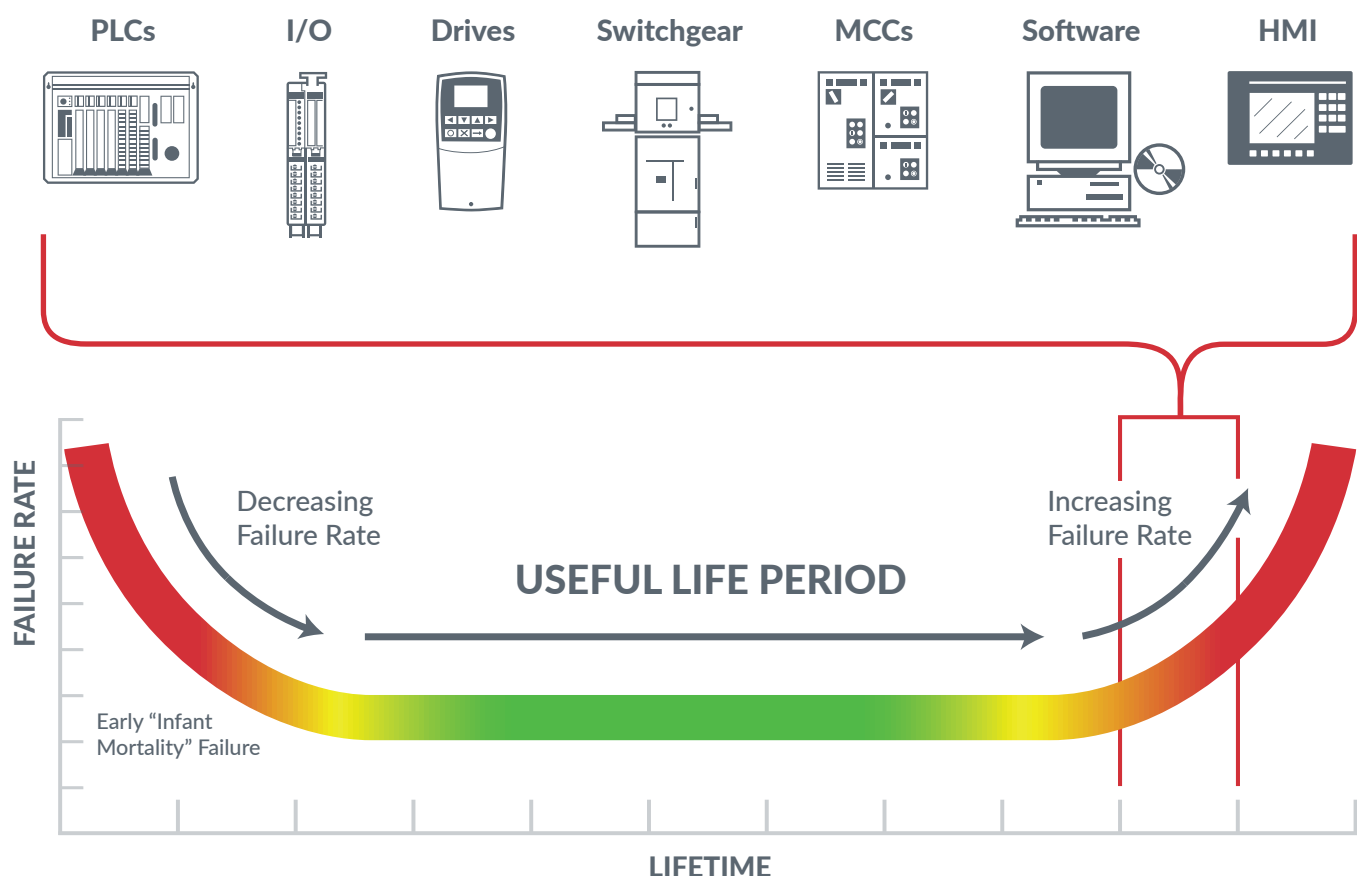 PLCs
I/O
Drives
Switchgear
MCCs
Software
HMI
FAILURE RATE
Decreasing
Failure Rate
USEFUL LIFE PERIOD
Increasing
Failure Rate
Early “Infant
Mortality” Failure
LIFETIME